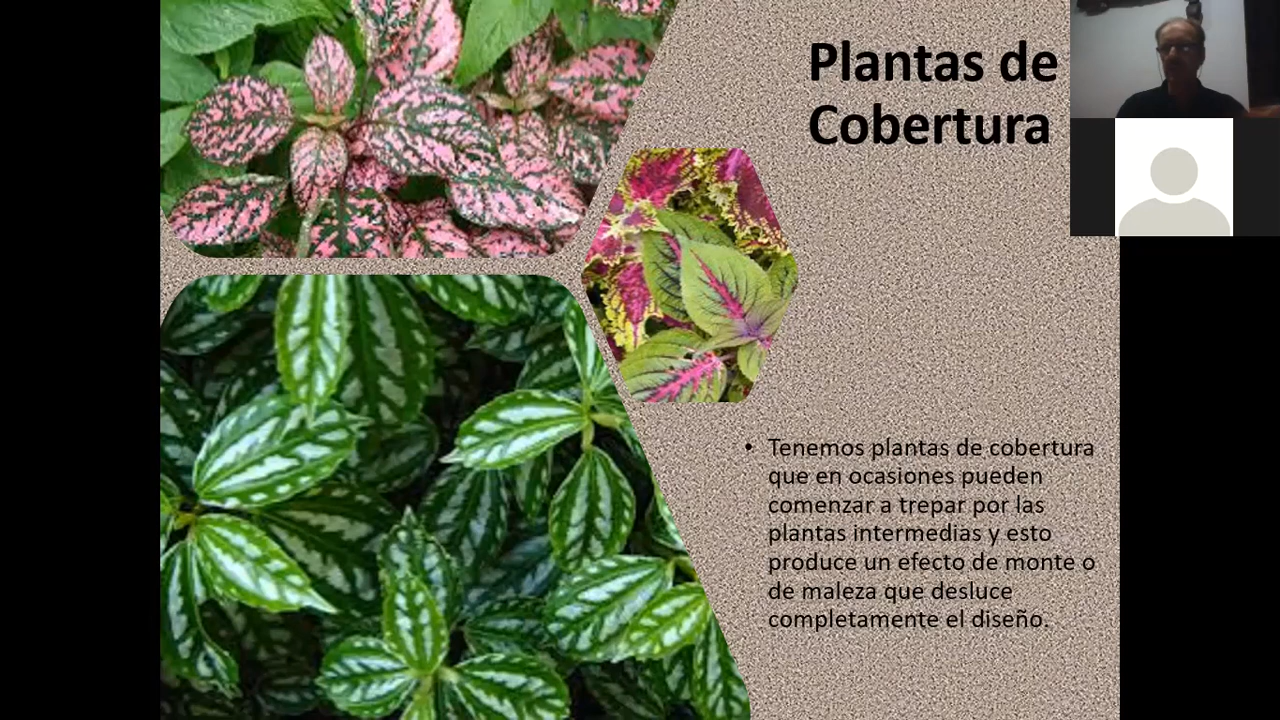 Plantas de
Cobertura
• Tenemos plantas de cobertura
que en ocasiones pueden
comenzar a trepar por las
plantas intermedias y esto
produce un efecto de monte o
de maleza que desluce
completamente el diseño.